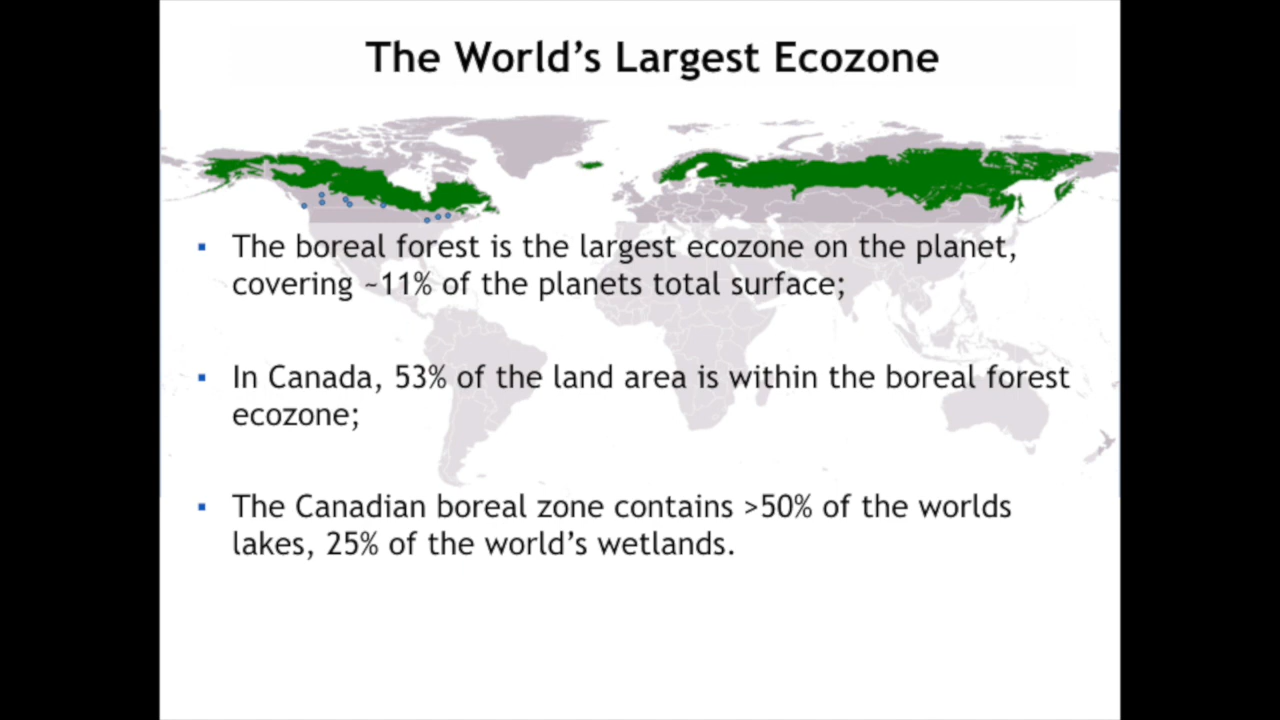 The World’s Largest Ecozone
▪ The boreal forest is the largest ecozone on the planet,
covering ~11% of the planets total surface;
▪ In Canada, 53% of the land area is within the boreal forest
ecozone;
▪ The Canadian boreal zone contains >50% of the worlds
lakes, 25% of the world’s wetlands.